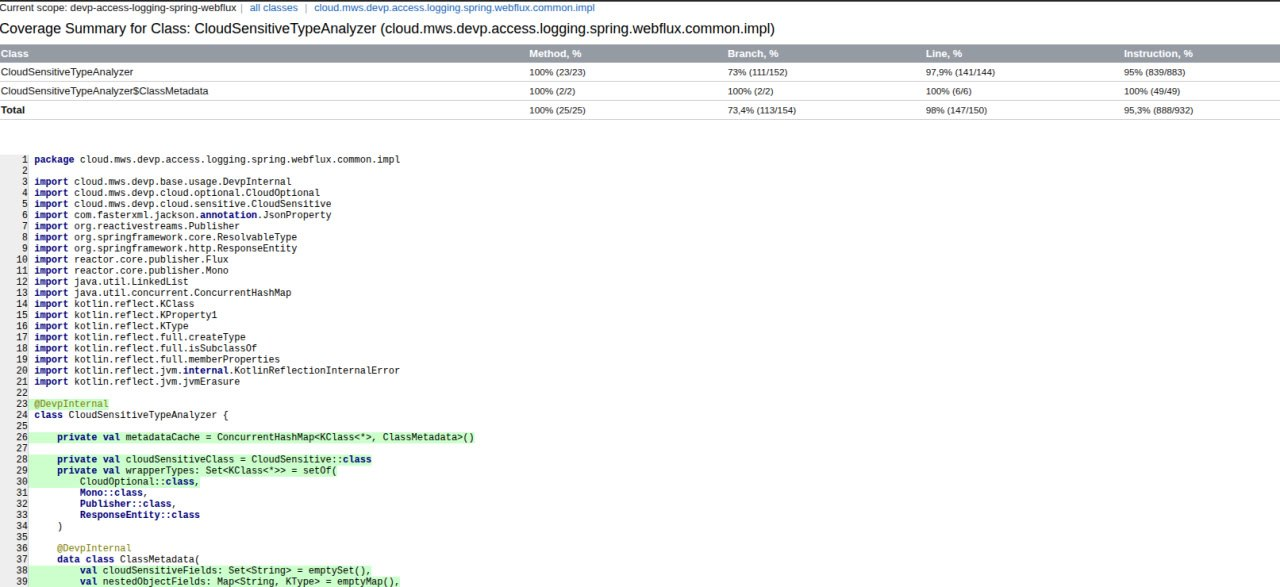 Current scope: devp-access-logging-spring-webflux | all classes | cloud.mws.devp.access.logging.spring.webflux.common.impl
Coverage Summary for Class: CloudSensitiveTypeAnalyzer (cloud.mws.devp.access.logging.spring.webflux.common.impl)
Class Method, % Branch, % Line, % Instruction, %
CloudSensitiveTypeAnalyzer 100% (23/23) 73% (111/152) 97,9% (141/144) 95% (839/883)
CloudSensitiveTypeAnalyzer$ClassMetadata 100% (2/2) 100% (2/2) 100% (6/6) 100% (49/49)
Total 100% (25/25) 73,4% (113/154) 98% (147/150) 95,3% (888/932)
1 package cloud.mws.devp.access.logging.spring.webflux.common.impl
2
3 import cloud.mws.devp.base.usage.DevpInternal
4 import cloud.mws.devp.cloud.optional.CloudOptional
5 import cloud.mws.devp.cloud.sensitive.CloudSensitive
6 import com.fasterxml.jackson.annotation.JsonProperty
7 import org.reactivestreams.Publisher
8 import org.springframework.core.ResolvableType
9 import org.springframework.http.ResponseEntity
10 import reactor.core.publisher.Flux
11 import reactor.core.publisher.Mono
12 import java.util.LinkedList
13 import java.util.concurrent.ConcurrentHashMap
14 import kotlin.reflect.KClass
15 import kotlin.reflect.KProperty1
16 import kotlin.reflect.KType
17 import kotlin.reflect.full.createType
18 import kotlin.reflect.full.isSubclassOf
19 import kotlin.reflect.full.memberProperties
20 import kotlin.reflect.jvm.internal.KotlinReflectionInternalError
21 import kotlin.reflect.jvm.jvmErasure
22
23 @DevpInternal
24 class CloudSensitiveTypeAnalyzer {
25
26     private val metadataCache = ConcurrentHashMap<KClass<*>, ClassMetadata>()
27
28     private val cloudSensitiveClass = CloudSensitive::class
29     private val wrapperTypes: Set<KClass<*>> = setOf(
30         CloudOptional::class,
31         Mono::class,
32         Publisher::class,
33         ResponseEntity::class
34     )
35
36     @DevpInternal
37     data class ClassMetadata(
38         val cloudSensitiveFields: Set<String> = emptySet(),
39         val nestedObjectFields: Map<String, KType> = emptyMap(),